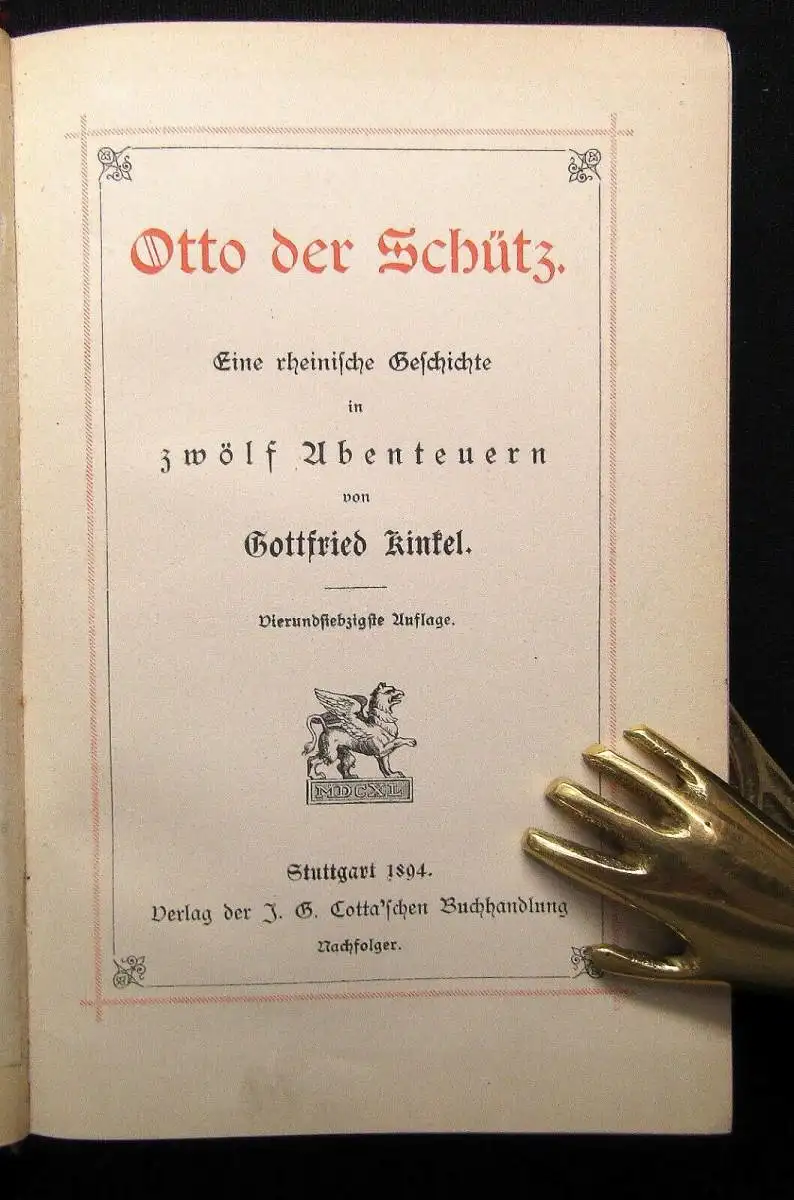 Otto der Schütz.
Eine rheinische Geschichte
in
zwölf Abenteuern
von
Gottfried Kinkel.
Vierundsiebzigste Auflage.
MDCXL
Stuttgart 1894.
Verlag der J. G. Cotta'schen Buchhandlung
Nachfolger.